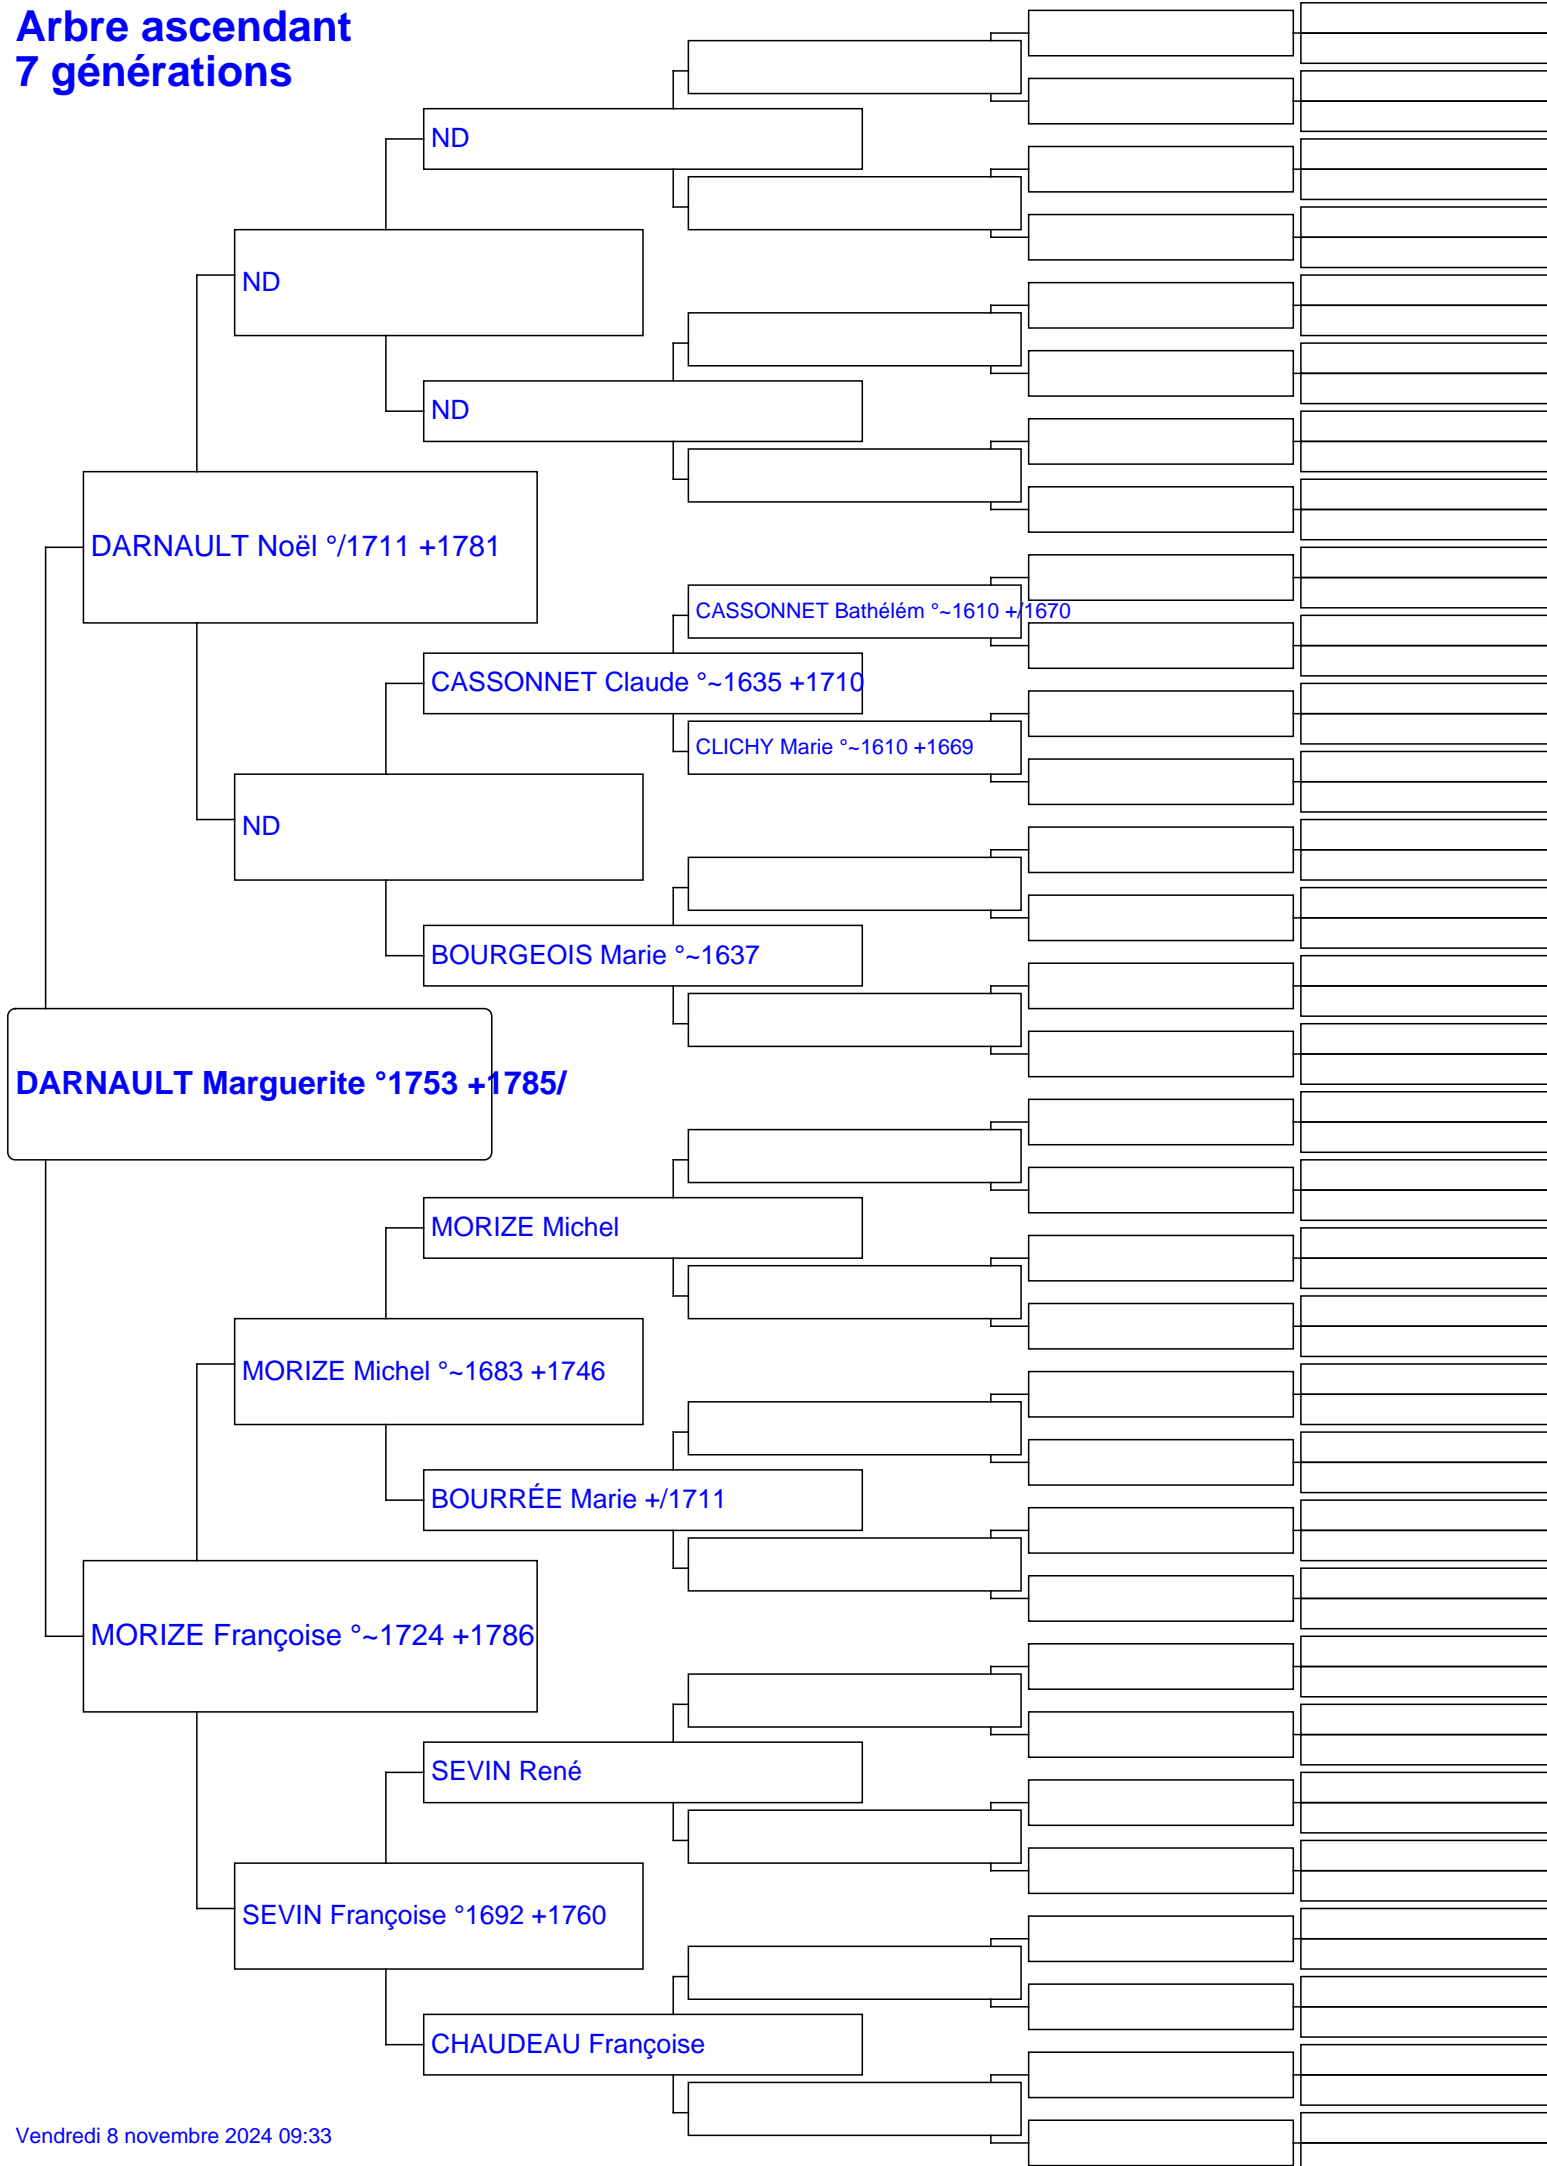 Arbre ascendant
7 générations
ND
ND
ND
DARNAULT Noël °/1711 +1781
CASSONNET Bathélém °~1610 +/1670
CASSONNET Claude °~1635 +1710
CLICHY Marie °~1610 +1669
ND
BOURGEOIS Marie °~1637
DARNAULT Marguerite °1753 +1785/
MORIZE Michel
MORIZE Michel °~1683 +1746
BOURRÉE Marie +/1711
MORIZE Françoise °~1724 +1786
SEVIN René
SEVIN Françoise °1692 +1760
CHAUDEAU Françoise
Vendredi 8 novembre 2024 09:33